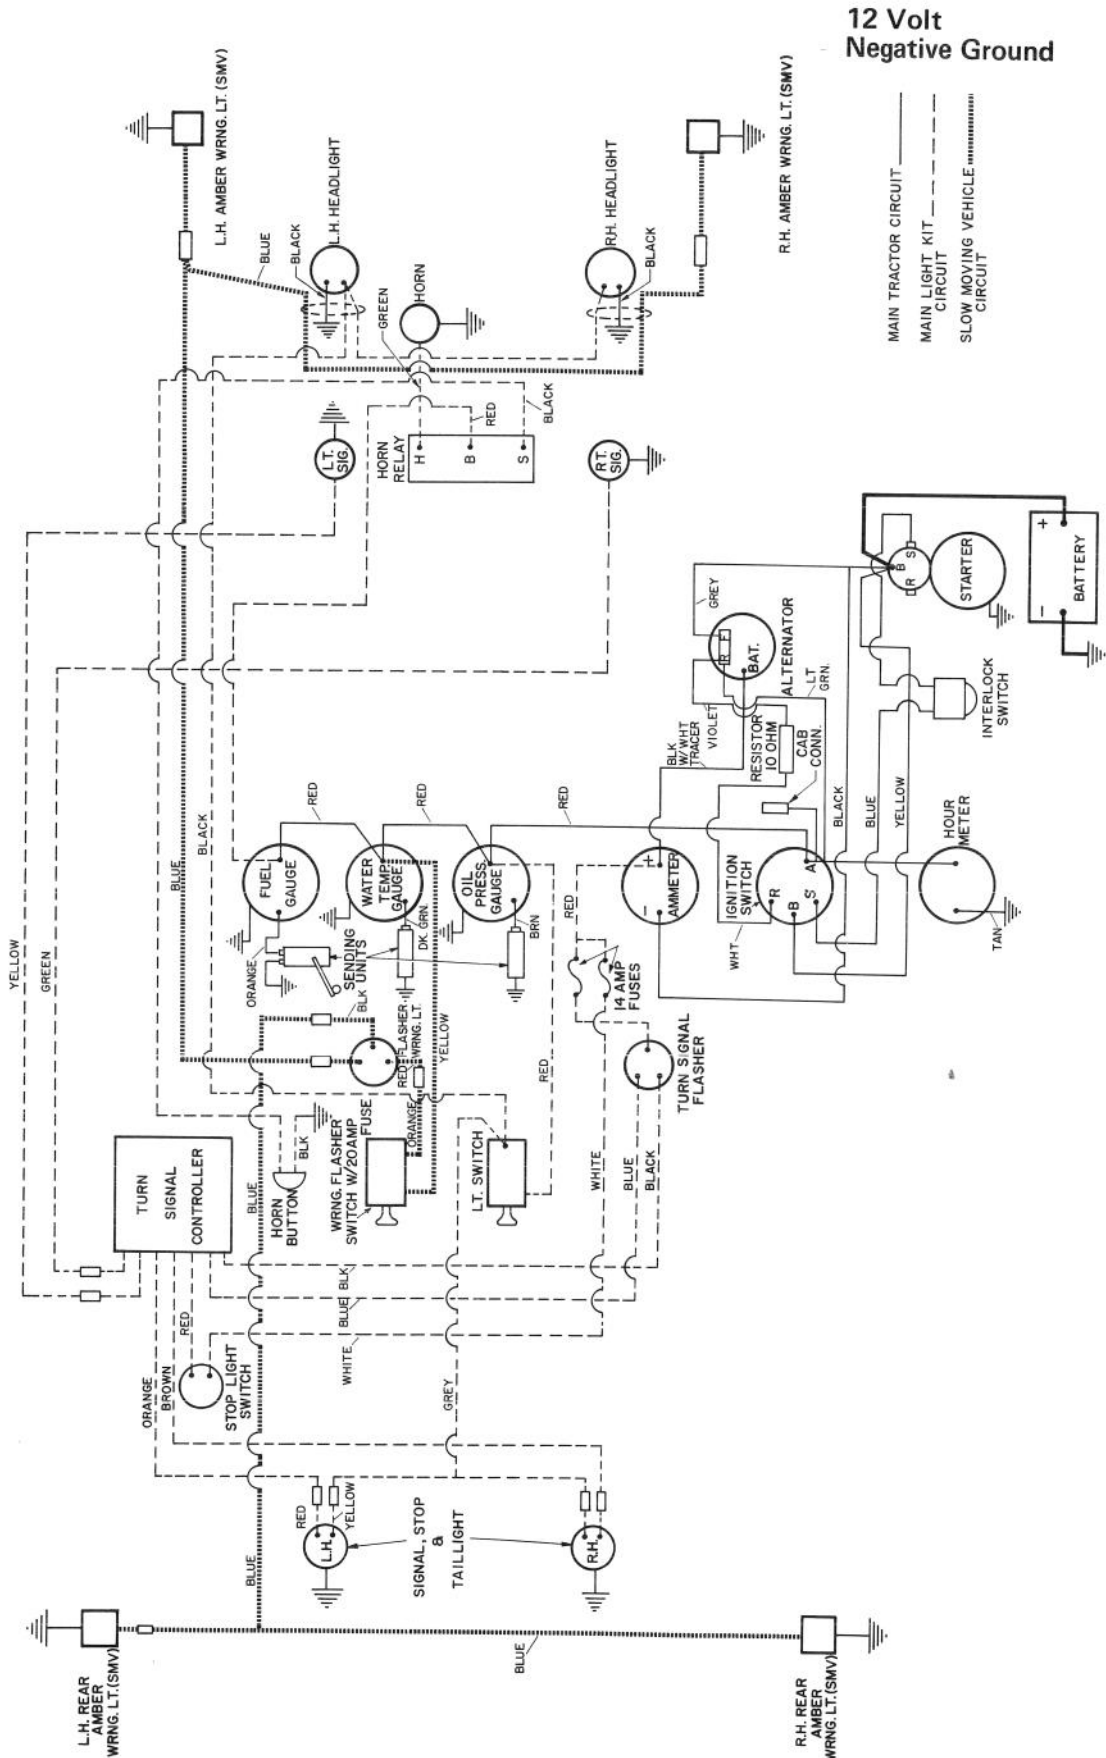 12 Volt
Negative Ground
MAIN TRACTOR CIRCUIT
MAIN LIGHT KIT
CIRCUIT
SLOW MOVING VEHICLE
CIRCUIT
L.H. AMBER WRNG. LT. (SMV)
R.H. AMBER WRNG. LT. (SMV)
BLUE
BLACK
L.H. HEADLIGHT
GREEN
HORN
R.H. HEADLIGHT
BLACK
LT.
SIG.
HORN
RELAY
H
B
S
RED
BLACK
RT.
SIG.
YELLOW
GREEN
BLUE
BLACK
FUEL
GAUGE
RED
WATER
TEMP.
GAUGE
RED
OIL
PRESS.
GAUGE
RED
ORANGE
SENDING
UNITS
DK. GRN.
BRN
BLK
RED
FLASHER
WRNG. LT.
YELLOW
ORANGE
RED
GREY
R
F
BAT.
ALTERNATOR
BLK
W/WHT
TRACER
VIOLET
RESISTOR
10 OHM
LT
GRN.
CAB
CONN.
B
S
R
STARTER
+
-
BATTERY
INTERLOCK
SWITCH
BLACK
BLUE
YELLOW
RED
+
-
AMMETER
IGNITION
SWITCH
R
B
S
A
WHT
HOUR
METER
TAN
14 AMP
FUSES
TURN SIGNAL
FLASHER
WHITE
BLUE
BLACK
TURN
SIGNAL
CONTROLLER
HORN
BUTTON
BLK
BLUE
WRNG. FLASHER
SWITCH W/20AMP
FUSE
LT. SWITCH
RED
STOP LIGHT
SWITCH
BLUE
BLK
WHITE
GREY
ORANGE
BROWN
RED
YELLOW
L.H.
R.H.
SIGNAL, STOP
&
TAILLIGHT
BLUE
BLUE
L.H. REAR
AMBER
WRNG. LT.(SMV)
R.H. REAR
AMBER
WRNG. LT.(SMV)